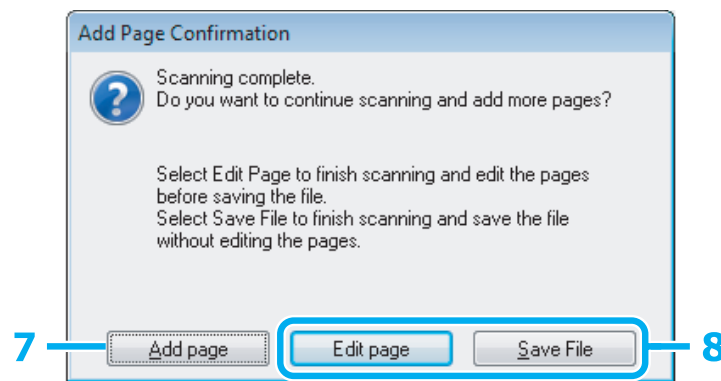 Add Page Confirmation
Scanning complete.
Do you want to continue scanning and add more pages?
Select Edit Page to finish scanning and edit the pages
before saving the file.
Select Save File to finish scanning and save the file
without editing the pages.
7 Add page Edit page Save File 8